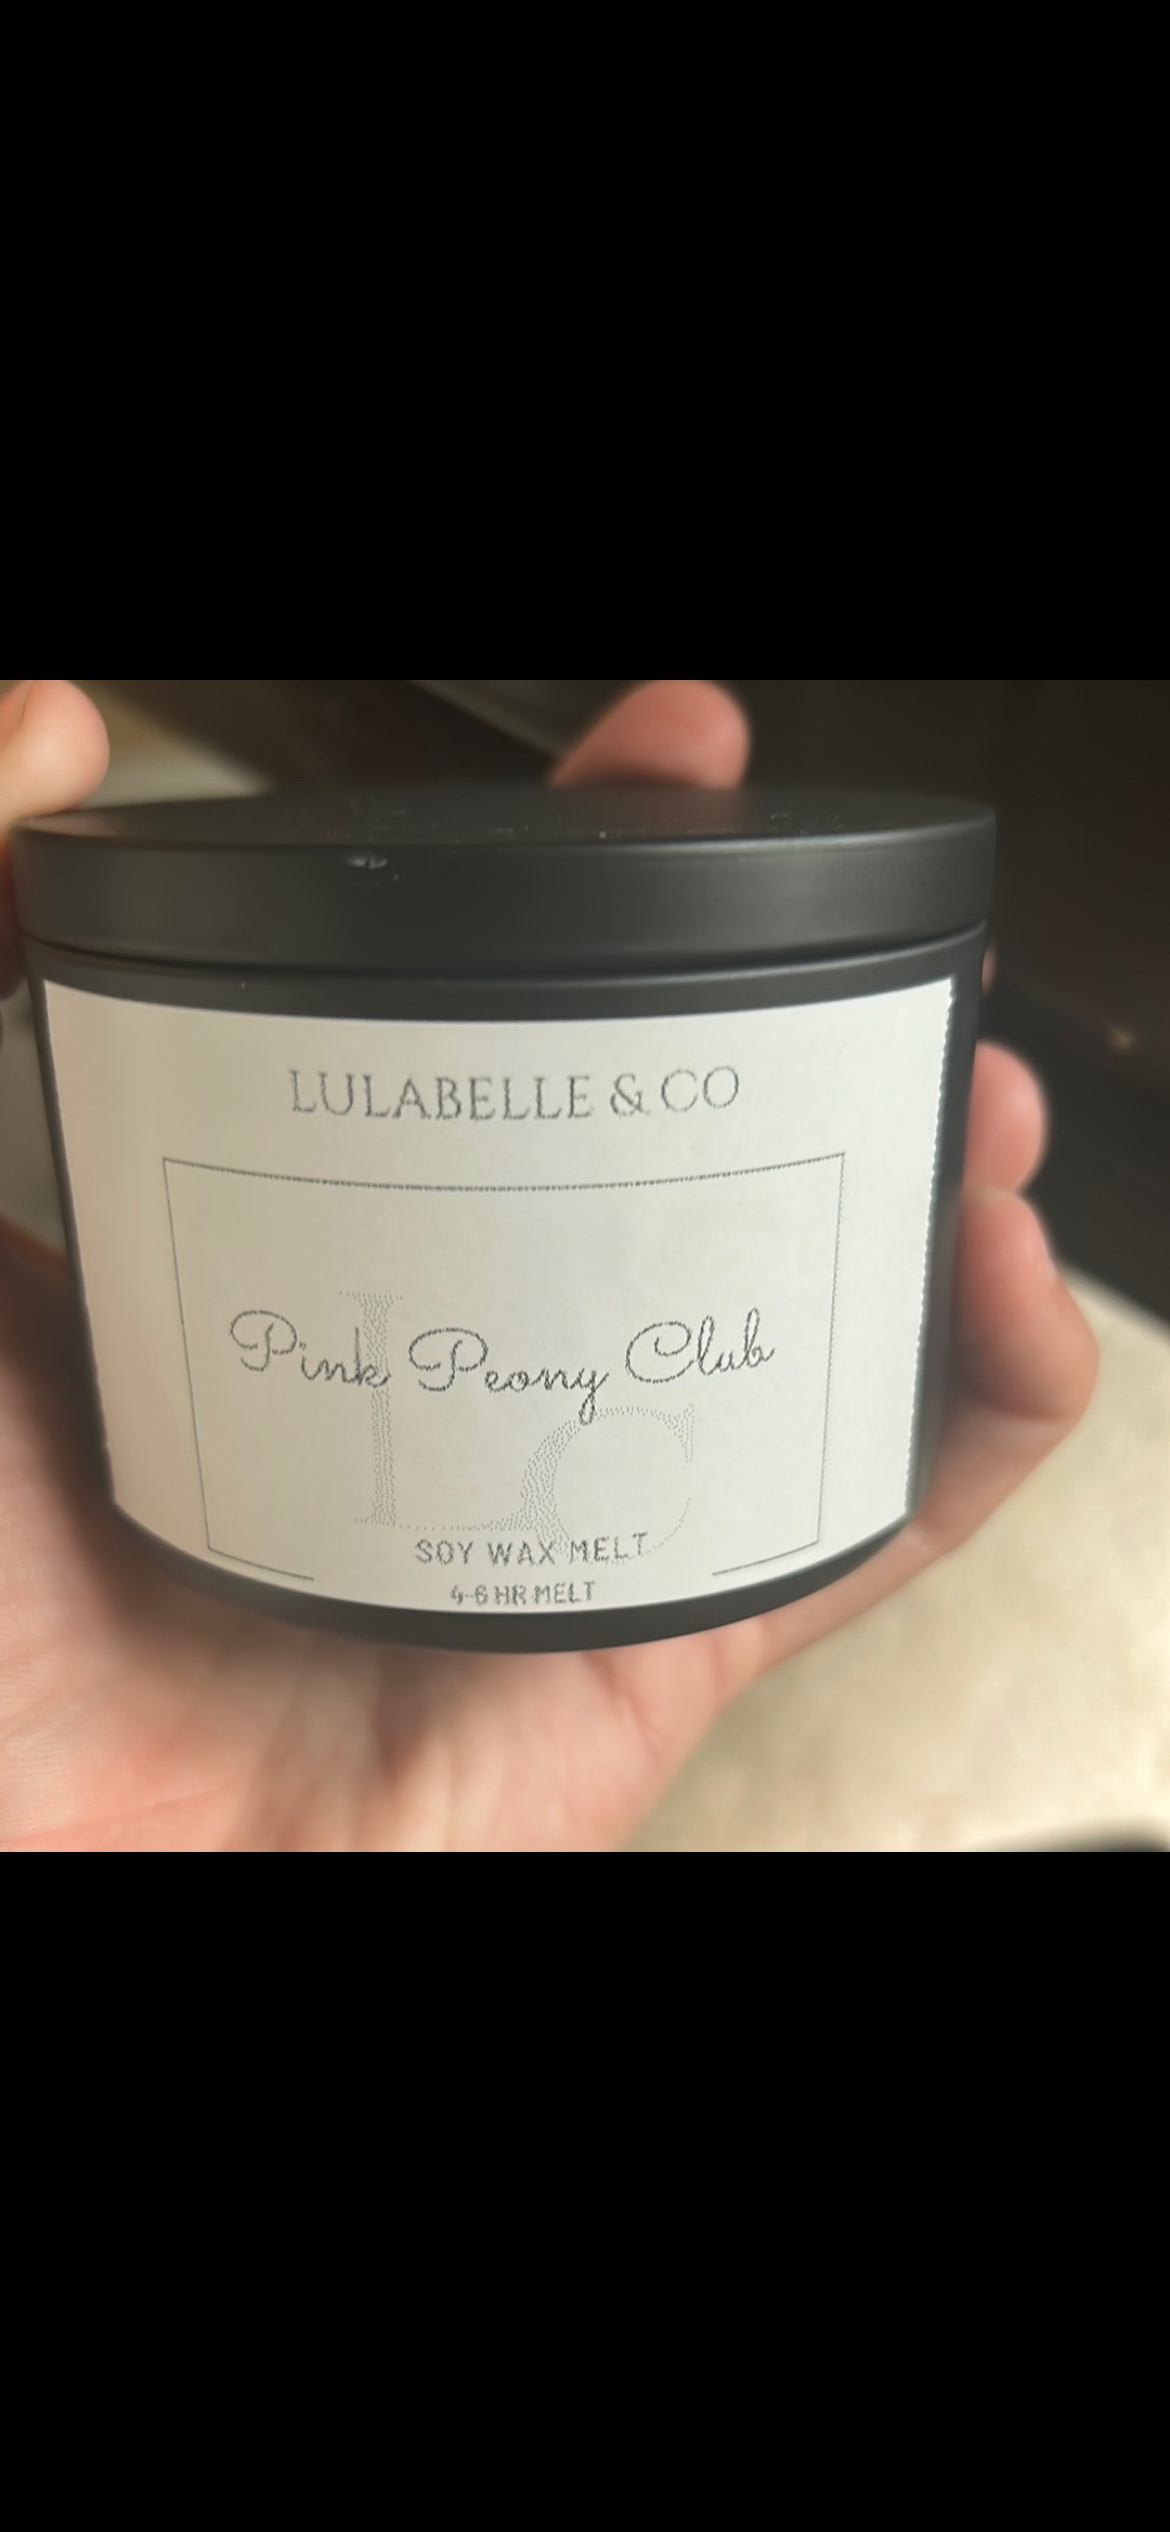 LULABELLE & CO
Pink Peony Club
LC
SOY WAX MELT
4-6 HR MELT